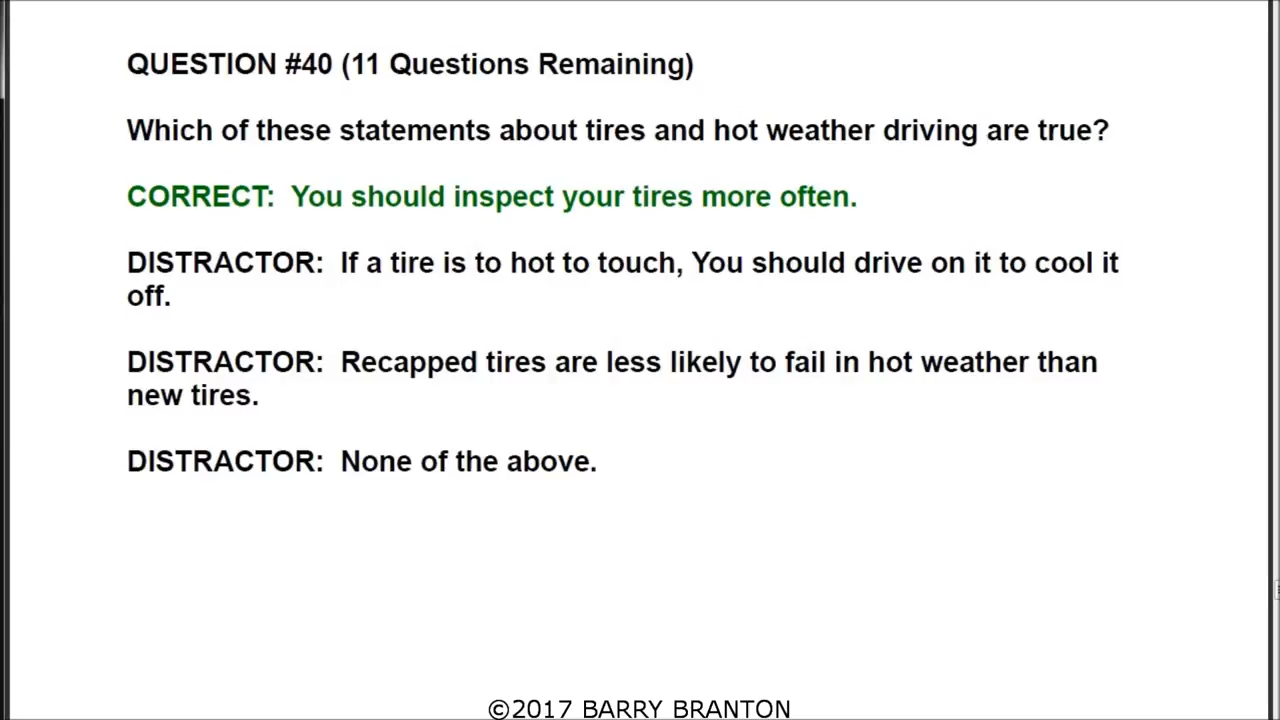 QUESTION #40 (11 Questions Remaining)
Which of these statements about tires and hot weather driving are true?
CORRECT:  You should inspect your tires more often.
DISTRACTOR:  If a tire is to hot to touch, You should drive on it to cool it
off.
DISTRACTOR:  Recapped tires are less likely to fail in hot weather than
new tires.
DISTRACTOR:  None of the above.
©2017 BARRY BRANTON